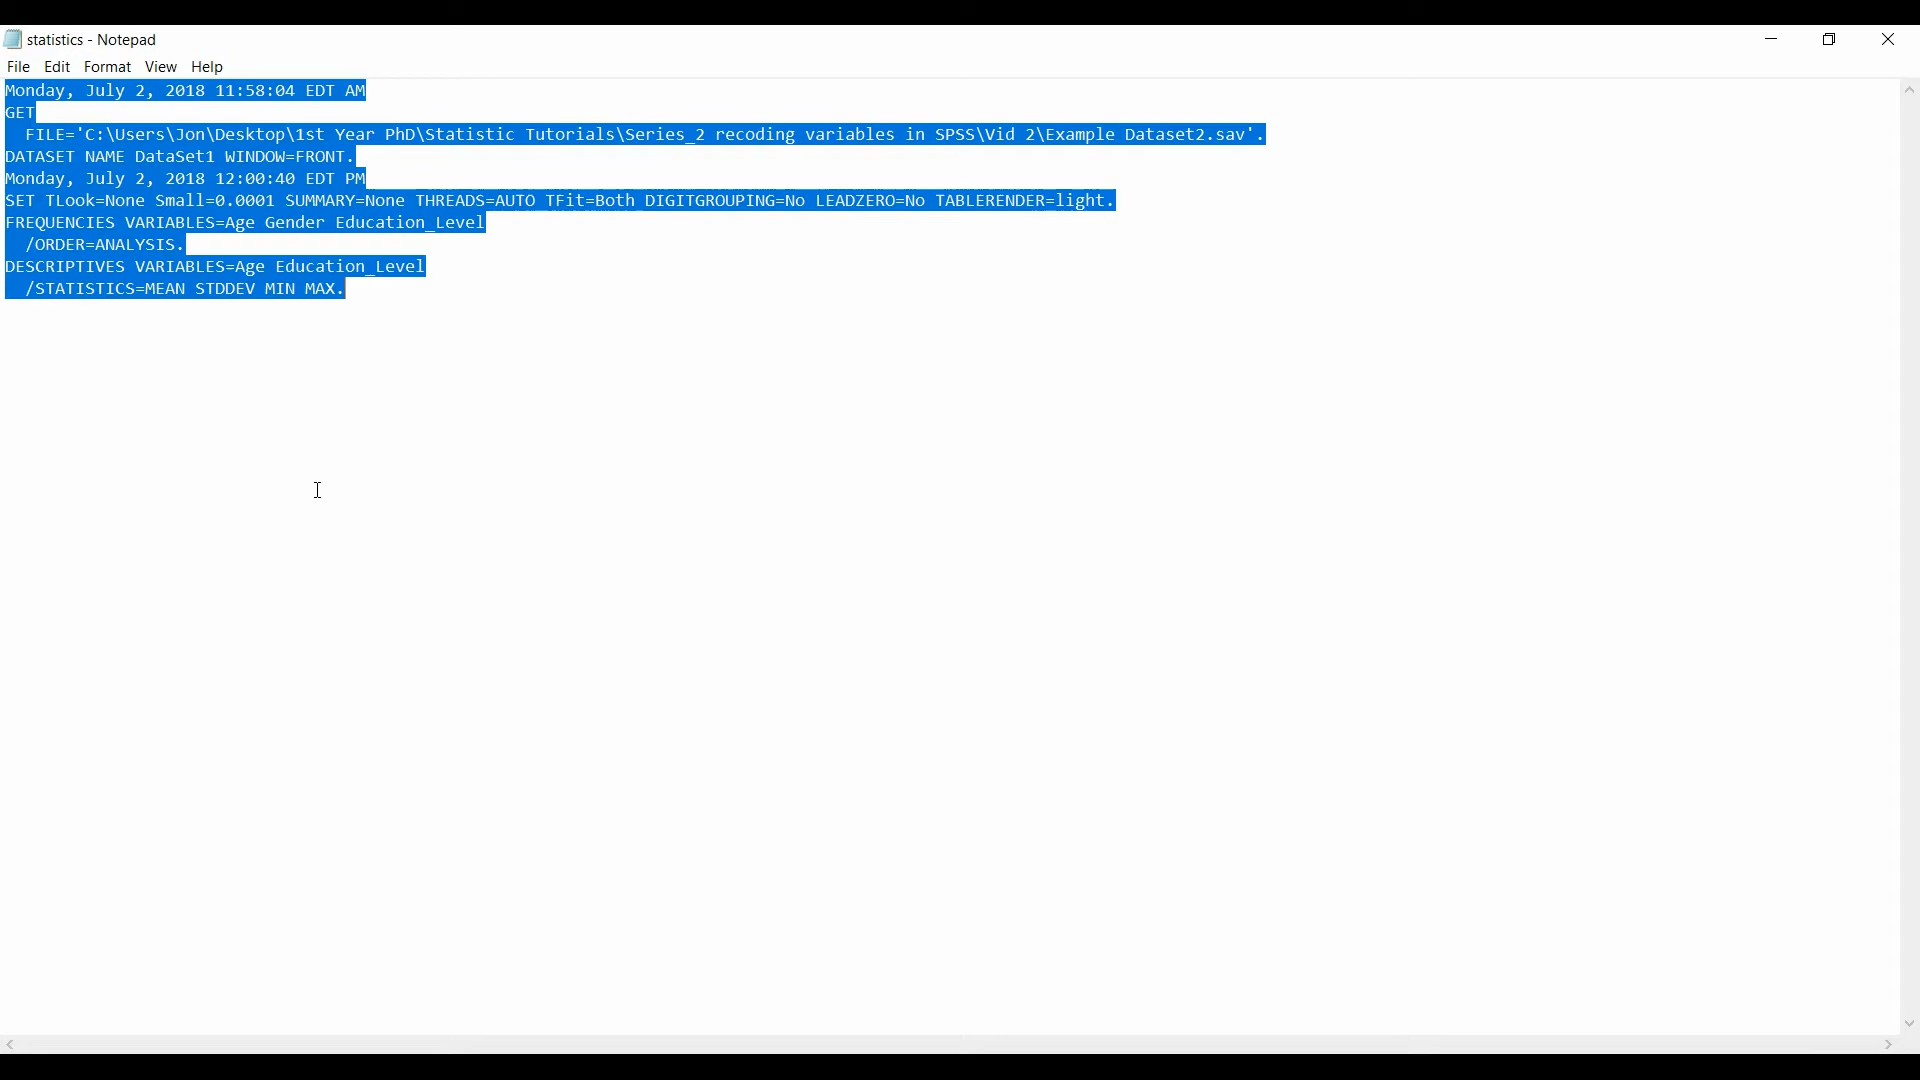 statistics - Notepad
File Edit Format View Help
Monday, July 2, 2018 11:58:04 EDT AM
GET
  FILE='C:\Users\Jon\Desktop\1st Year PhD\Statistic Tutorials\Series_2 recoding variables in SPSS\Vid 2\Example Dataset2.sav'.
DATASET NAME DataSet1 WINDOW=FRONT.
Monday, July 2, 2018 12:00:40 EDT PM
SET TLook=None Small=0.0001 SUMMARY=None THREADS=AUTO TFit=Both DIGITGROUPING=No LEADZERO=No TABLERENDER=light.
FREQUENCIES VARIABLES=Age Gender Education_Level
  /ORDER=ANALYSIS.
DESCRIPTIVES VARIABLES=Age Education_Level
  /STATISTICS=MEAN STDDEV MIN MAX.